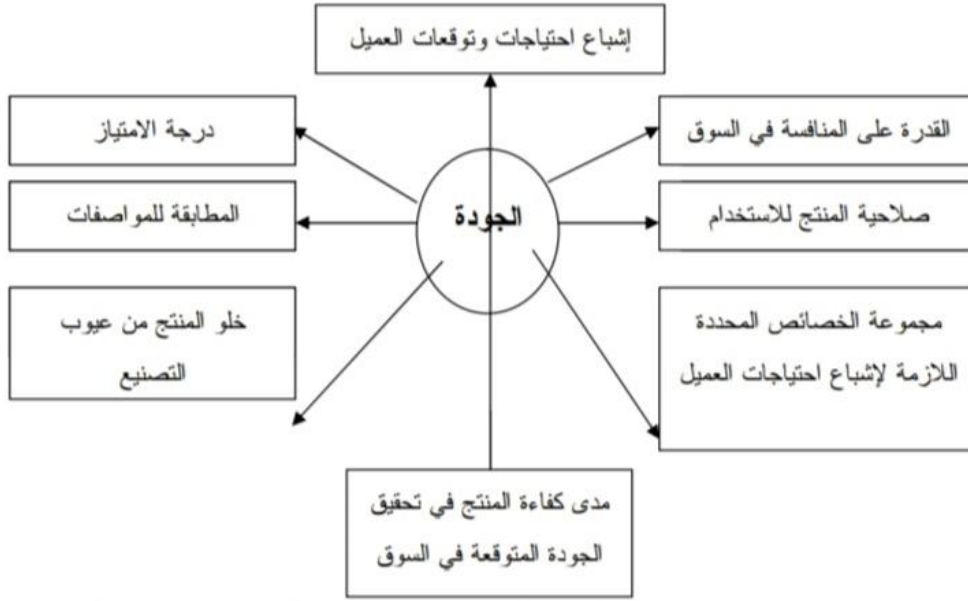 إشباع احتياجات وتوقعات العميل
القدرة على المنافسة في السوق
درجة الامتياز
صلاحية المنتج للاستخدام
الجودة
المطابقة للمواصفات
مجموعة الخصائص المحددة
اللازمة لإشباع احتياجات العميل
خلو المنتج من عيوب
التصنيع
مدى كفاءة المنتج في تحقيق
الجودة المتوقعة في السوق